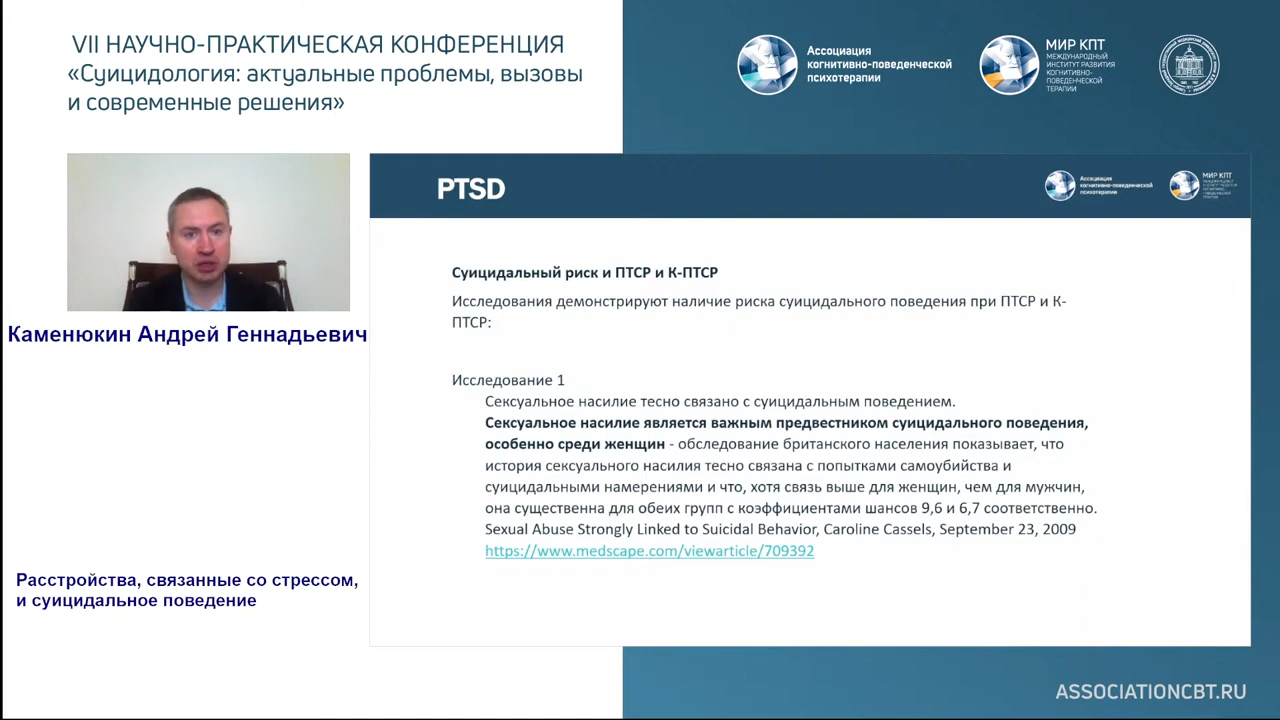 VII НАУЧНО-ПРАКТИЧЕСКАЯ КОНФЕРЕНЦИЯ
«Суицидология: актуальные проблемы, вызовы
и современные решения»
Ассоциация
когнитивно-поведенческой
психотерапии
МИР КПТ
МЕЖДУНАРОДНЫЙ
ИНСТИТУТ РАЗВИТИЯ
КОГНИТИВНО-
ПОВЕДЕНЧЕСКОЙ
ТЕРАПИИ
PTSD
Ассоциация
когнитивно-поведенческой
психотерапии
МИР КПТ
Каменюкин Андрей Геннадьевич
Расстройства, связанные со стрессом,
и суицидальное поведение
Суицидальный риск и ПТСР и К-ПТСР
Исследования демонстрируют наличие риска суицидального поведения при ПТСР и К-
ПТСР:
Исследование 1
Сексуальное насилие тесно связано с суицидальным поведением.
Сексуальное насилие является важным предвестником суицидального поведения,
особенно среди женщин - обследование британского населения показывает, что
история сексуального насилия тесно связана с попытками самоубийства и
суицидальными намерениями и что, хотя связь выше для женщин, чем для мужчин,
она существенна для обеих групп с коэффициентами шансов 9,6 и 6,7 соответственно.
Sexual Abuse Strongly Linked to Suicidal Behavior, Caroline Cassels, September 23, 2009
https://www.medscape.com/viewarticle/709392
ASSOCIATIONCBT.RU